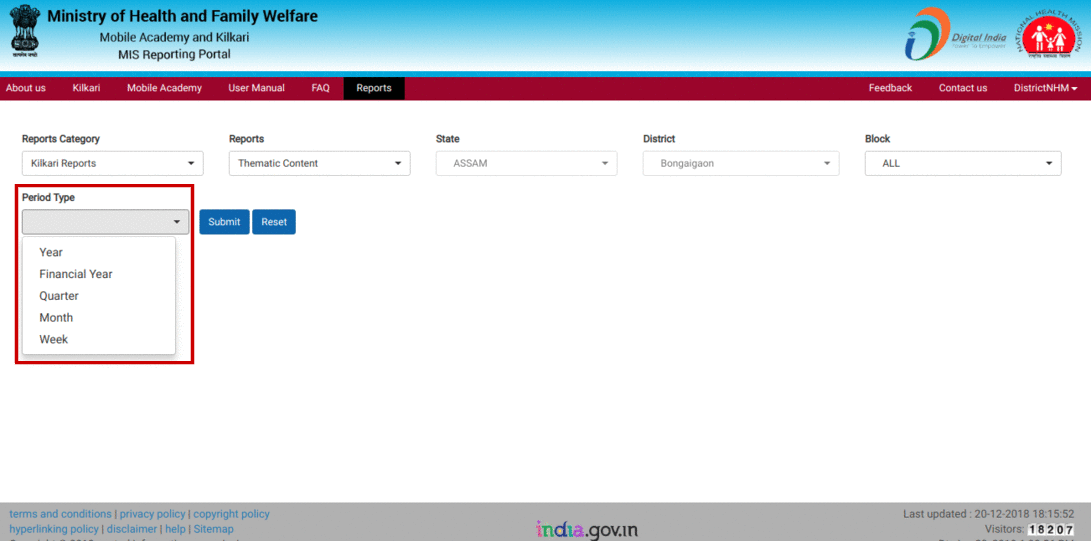 Ministry of Health and Family Welfare
Mobile Academy and Kilkari
MIS Reporting Portal
Digital India
Power To Empower
NATIONAL HEALTH MISSION
About us Kilkari Mobile Academy User Manual FAQ Reports Feedback Contact us DistrictNHM
Reports Category Reports State District Block
Kilkari Reports Thematic Content ASSAM Bongaigaon ALL
Period Type
Submit Reset
Year
Financial Year
Quarter
Month
Week
terms and conditions | privacy policy | copyright policy
hyperlinking policy | disclaimer | help | Sitemap
india.gov.in
Last updated : 20-12-2018 18:15:52
Visitors: 18207